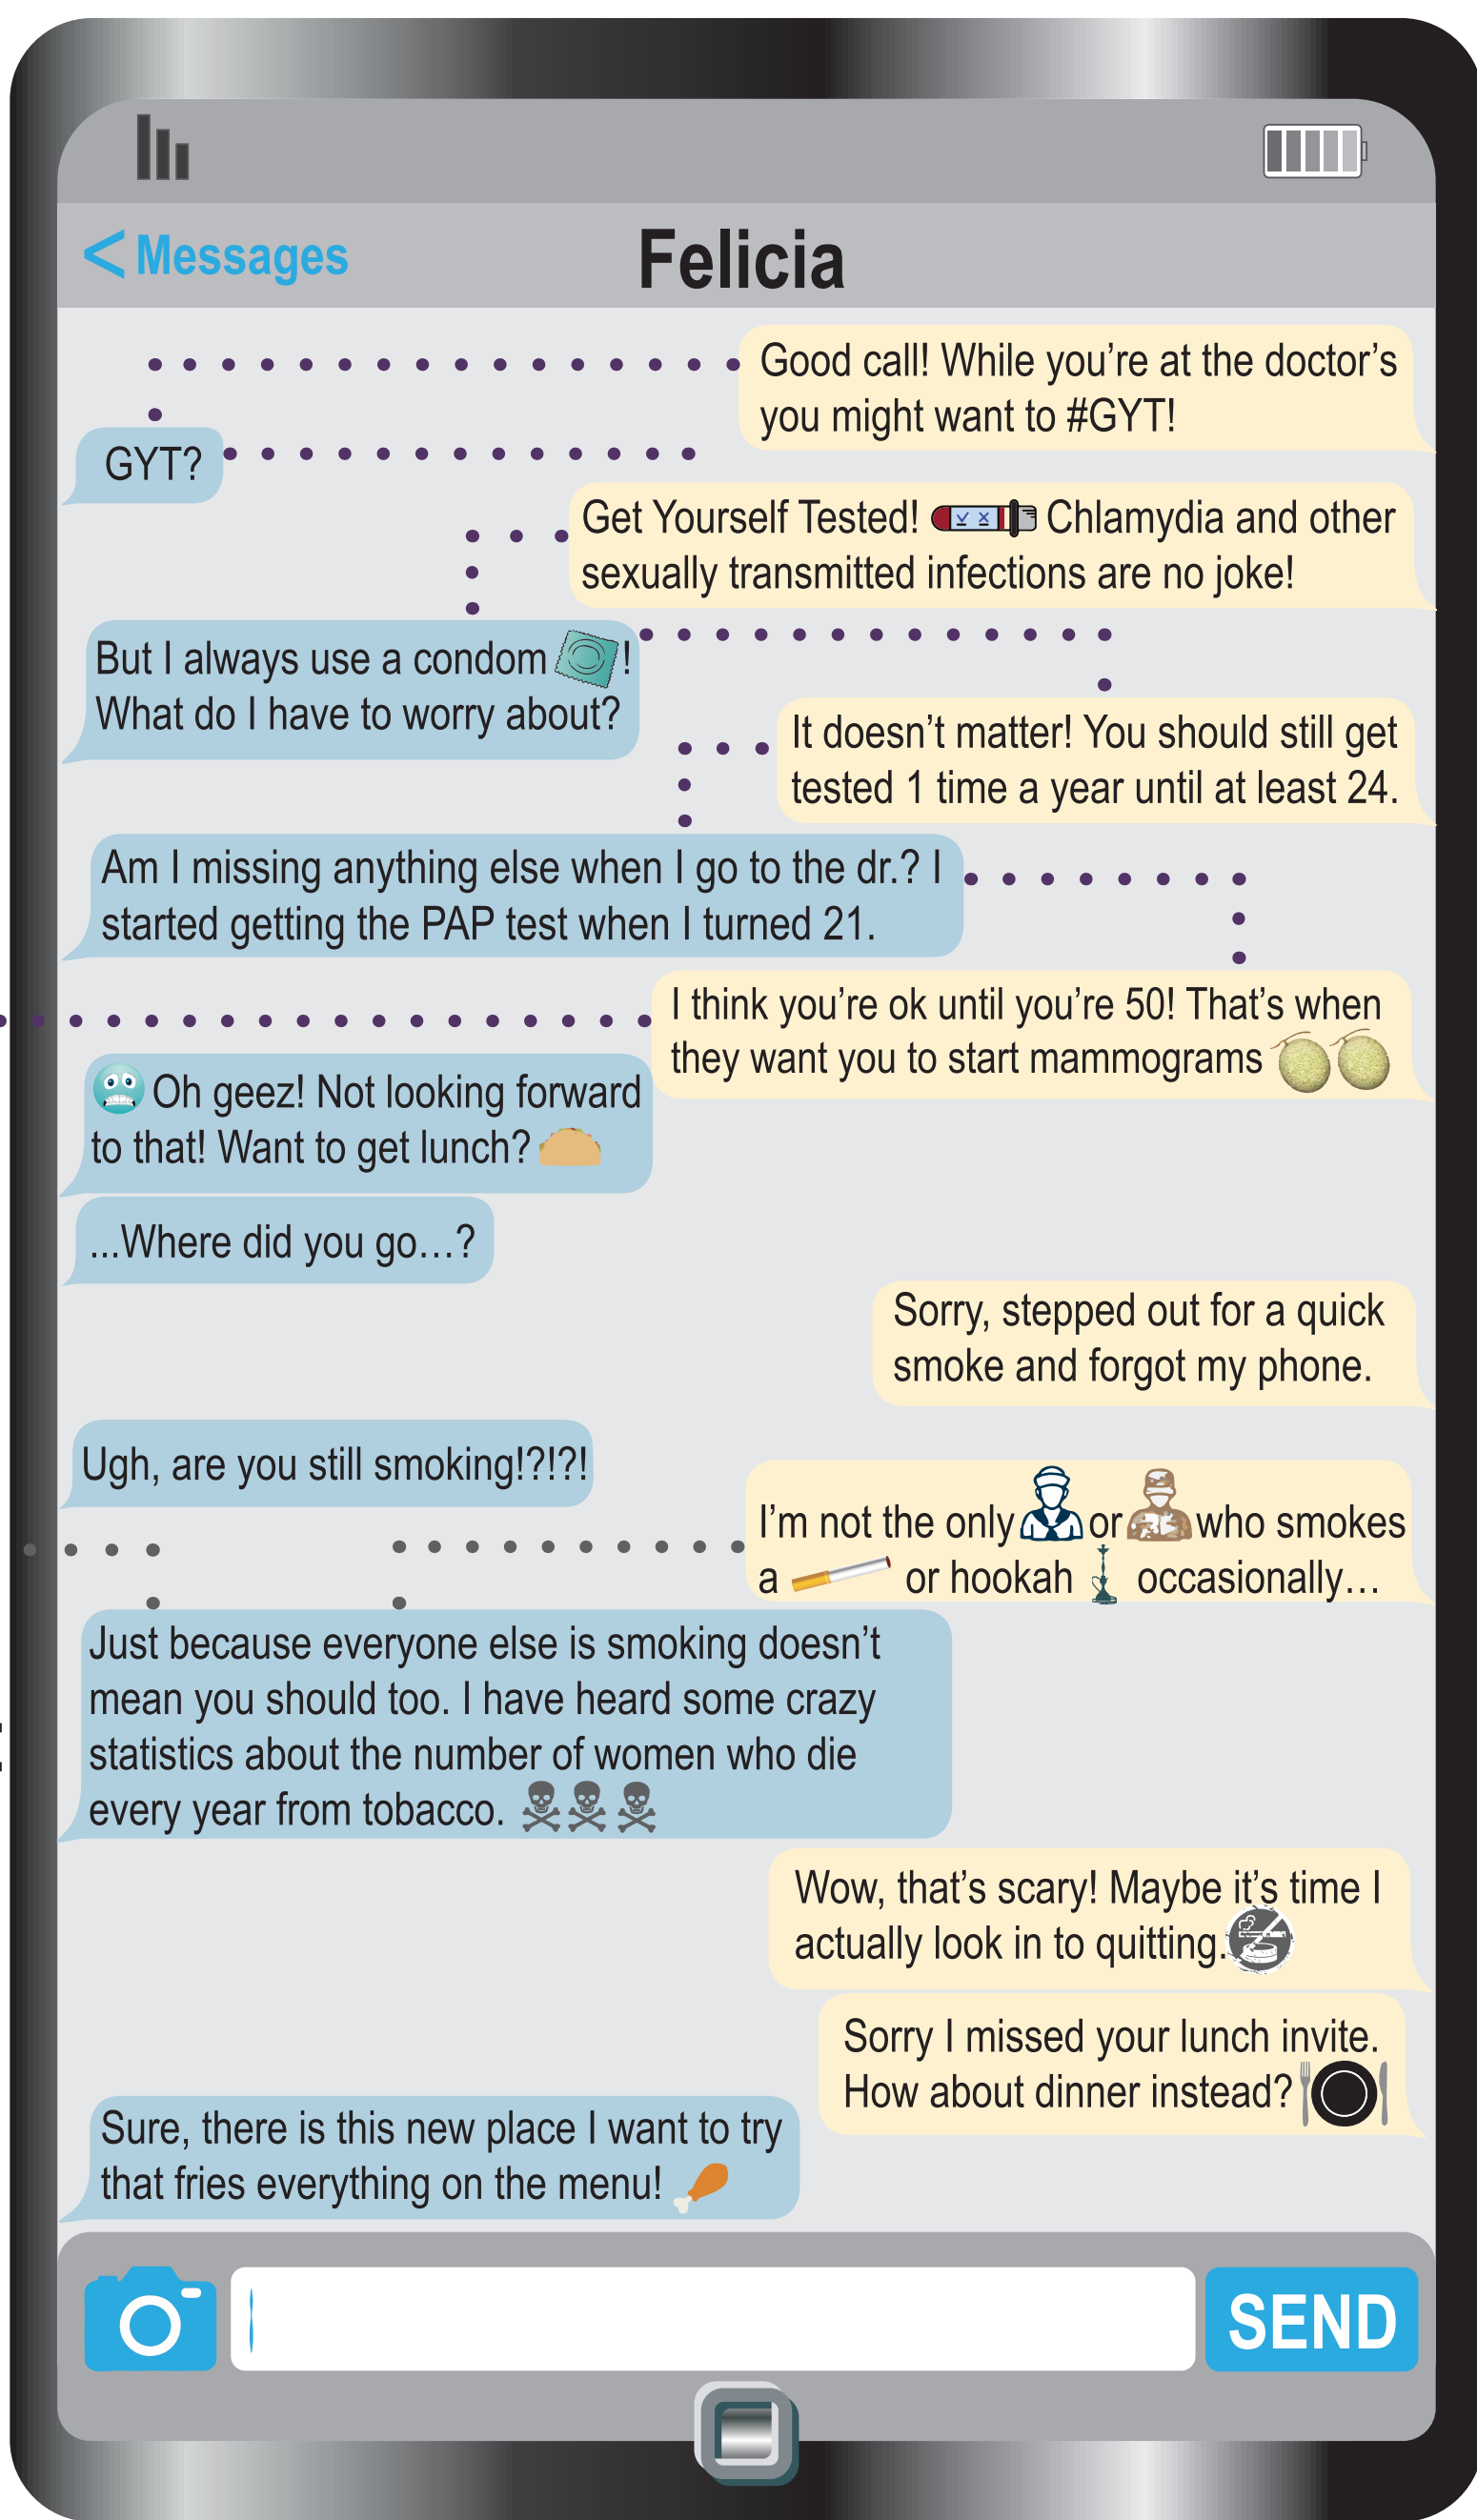 < Messages
Felicia
Good call! While you’re at the doctor’s
you might want to #GYT!
GYT?
Get Yourself Tested! Chlamydia and other
sexually transmitted infections are no joke!
But I always use a condom !
What do I have to worry about?
It doesn’t matter! You should still get
tested 1 time a year until at least 24.
Am I missing anything else when I go to the dr.? I
started getting the PAP test when I turned 21.
I think you’re ok until you’re 50! That’s when
they want you to start mammograms
Oh geez! Not looking forward
to that! Want to get lunch?
...Where did you go…?
Sorry, stepped out for a quick
smoke and forgot my phone.
Ugh, are you still smoking!?!?!
I’m not the only or who smokes
a or hookah occasionally…
Just because everyone else is smoking doesn’t
mean you should too. I have heard some crazy
statistics about the number of women who die
every year from tobacco.
Wow, that’s scary! Maybe it’s time I
actually look in to quitting.
Sorry I missed your lunch invite.
How about dinner instead?
Sure, there is this new place I want to try
that fries everything on the menu!
SEND